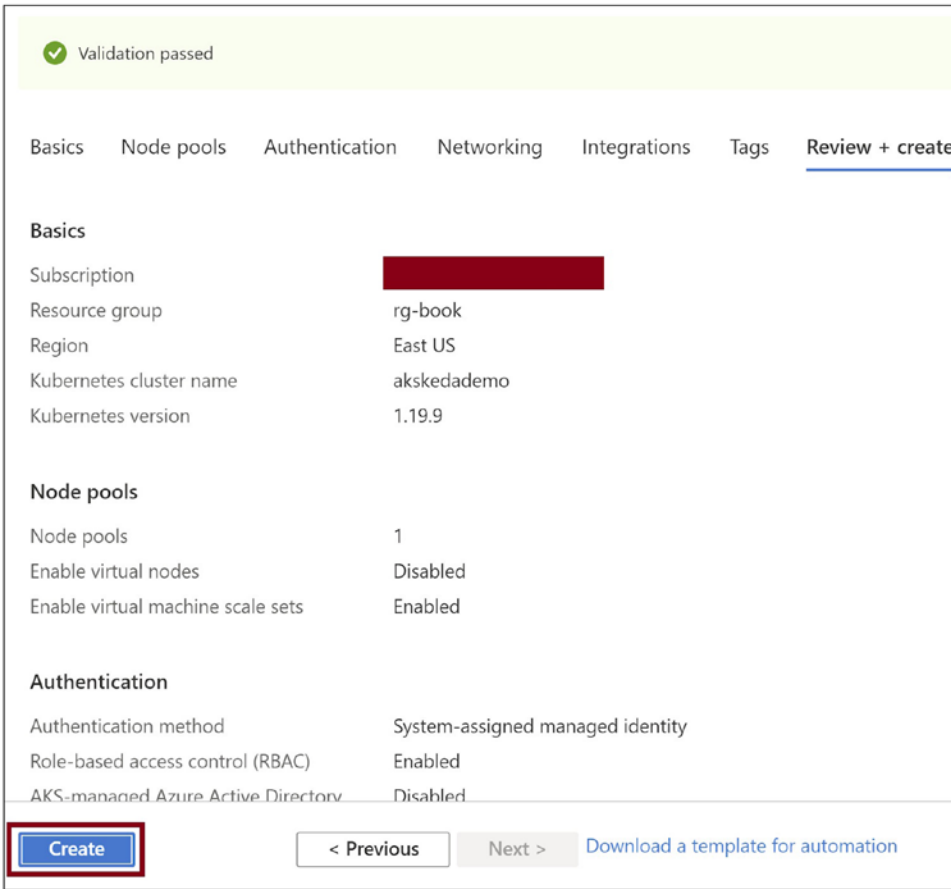 Validation passed
Basics Node pools Authentication Networking Integrations Tags Review + create
Basics
Subscription
Resource group rg-book
Region East US
Kubernetes cluster name akskedademo
Kubernetes version 1.19.9
Node pools
Node pools 1
Enable virtual nodes Disabled
Enable virtual machine scale sets Enabled
Authentication
Authentication method System-assigned managed identity
Role-based access control (RBAC) Enabled
AKS-managed Azure Active Directory Disabled
Create < Previous Next > Download a template for automation